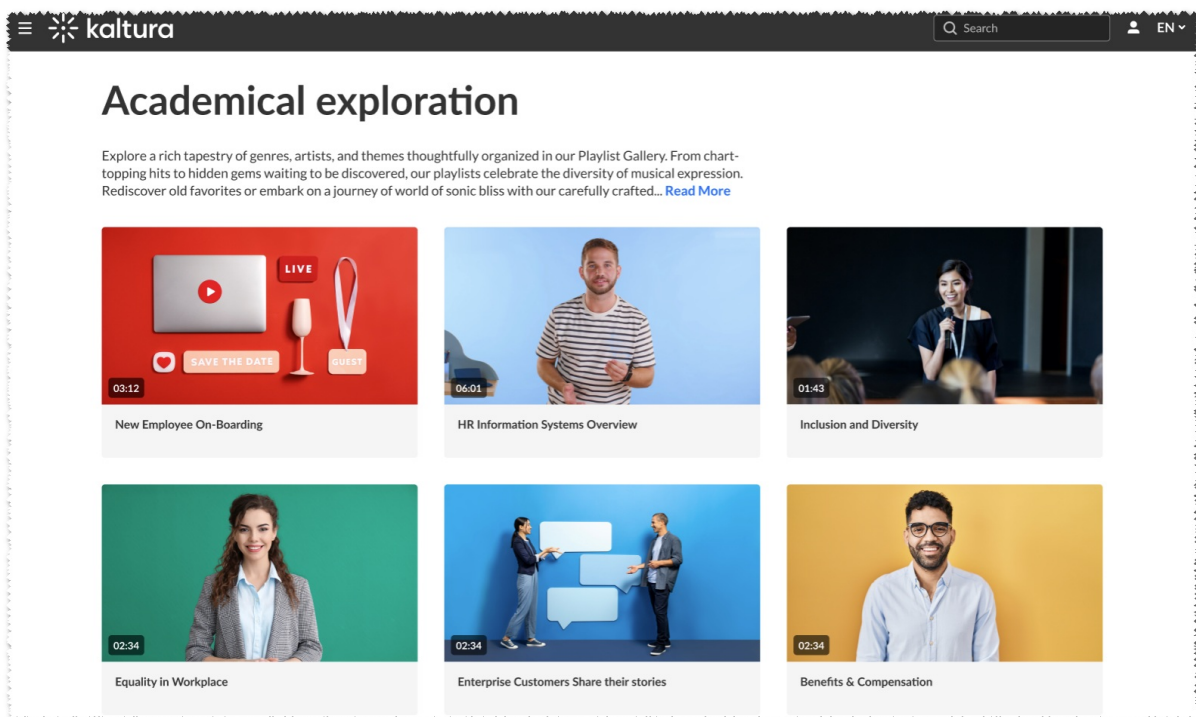 kaltura
Search
EN
Academical exploration
Explore a rich tapestry of genres, artists, and themes thoughtfully organized in our Playlist Gallery. From chart-
topping hits to hidden gems waiting to be discovered, our playlists celebrate the diversity of musical expression.
Rediscover old favorites or embark on a journey of world of sonic bliss with our carefully crafted... Read More
LIVE
SAVE THE DATE
GUEST
03:12
06:01
01:43
New Employee On-Boarding
HR Information Systems Overview
Inclusion and Diversity
02:34
02:34
02:34
Equality in Workplace
Enterprise Customers Share their stories
Benefits & Compensation